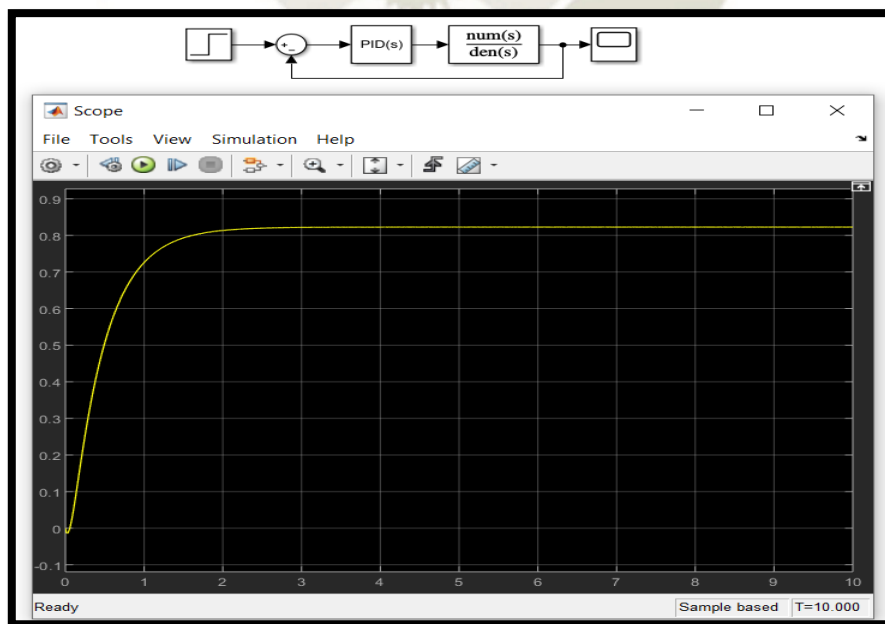 PID(s)
num(s)
den(s)
Scope
File Tools View Simulation Help
0.9
0.8
0.7
0.6
0.5
0.4
0.3
0.2
0.1
0
-0.1
0 1 2 3 4 5 6 7 8 9 10
Ready Sample based T=10.000